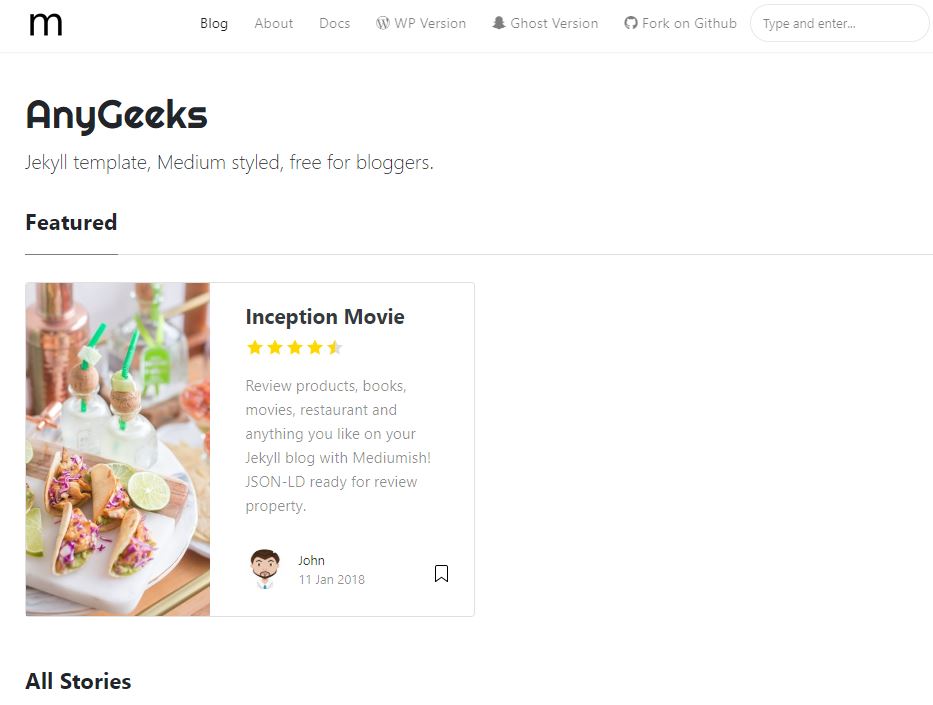 m
Blog About Docs WP Version Ghost Version Fork on Github Type and enter...
AnyGeeks
Jekyll template, Medium styled, free for bloggers.
Featured
Inception Movie
Review products, books,
movies, restaurant and
anything you like on your
Jekyll blog with Mediumish!
JSON-LD ready for review
property.
John
11 Jan 2018
All Stories